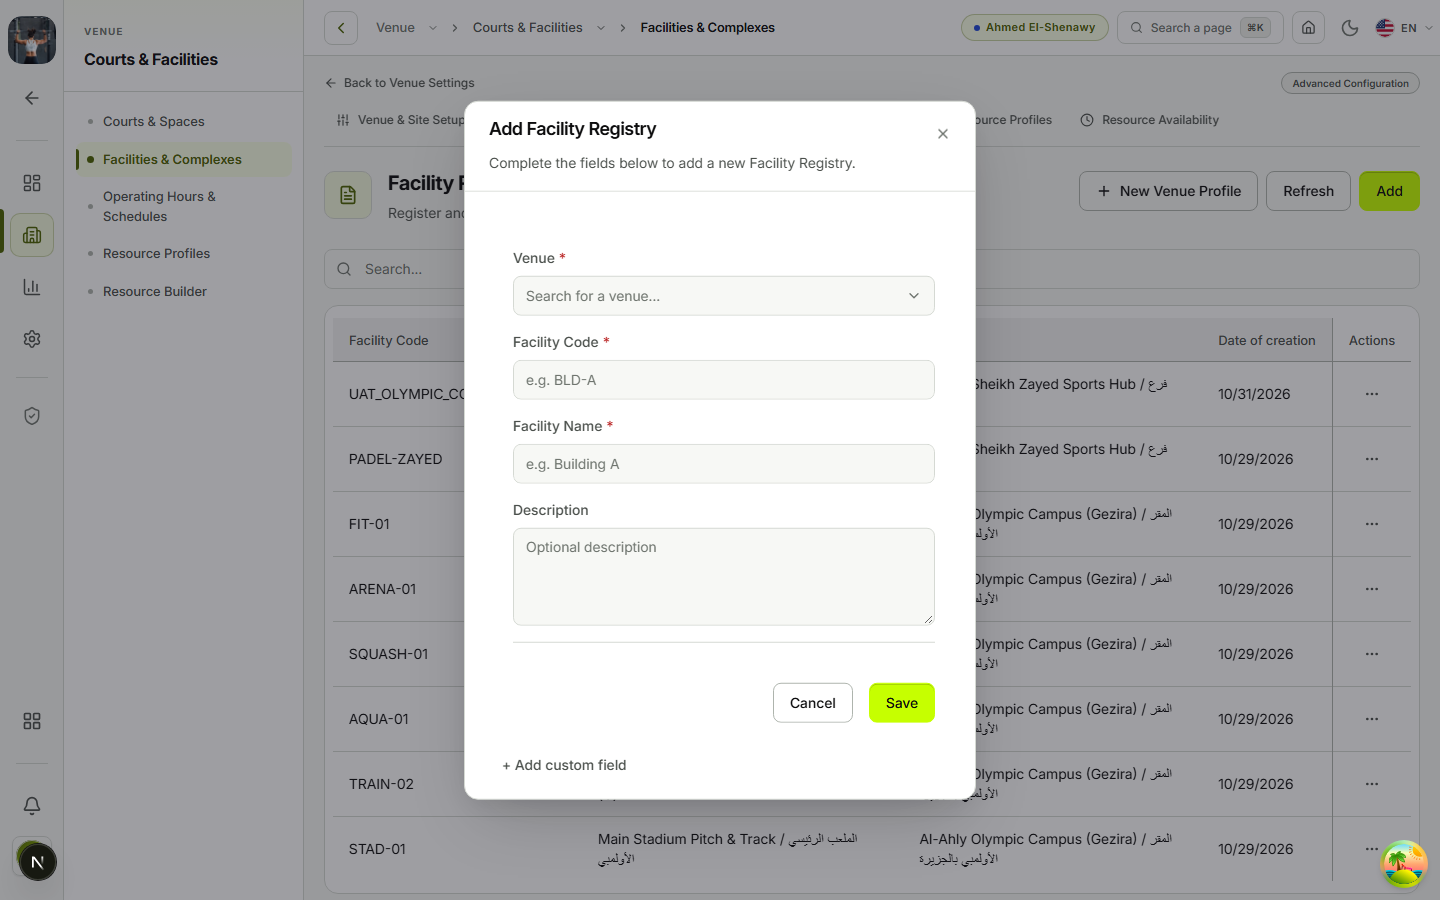 VENUE
Courts & Facilities
Courts & Spaces
Facilities & Complexes
Operating Hours &
Schedules
Resource Profiles
Resource Builder
Venue
Courts & Facilities
Facilities & Complexes
Ahmed El-Shenawy
Search a page
⌘K
EN
Back to Venue Settings
Advanced Configuration
Venue & Site Setup
Profiles
Resource Availability
Facility
Register
New Venue Profile
Refresh
Add
Search...
Add Facility Registry
Complete the fields below to add a new Facility Registry.
Venue *
Search for a venue...
Facility Code *
e.g. BLD-A
Facility Name *
e.g. Building A
Description
Optional description
Cancel
Save
+ Add custom field
Facility Code
Date of creation
Actions
Sheikh Zayed Sports Hub / فرع
10/31/2026
PADEL-ZAYED
Sheikh Zayed Sports Hub / فرع
10/29/2026
FIT-01
Olympic Campus (Gezira) / المقر
10/29/2026
ARENA-01
Olympic Campus (Gezira) / المقر
10/29/2026
SQUASH-01
Olympic Campus (Gezira) / المقر
10/29/2026
AQUA-01
Olympic Campus (Gezira) / المقر
10/29/2026
TRAIN-02
Olympic Campus (Gezira) / المقر
10/29/2026
STAD-01
Main Stadium Pitch & Track / الملعب الرئيسي
الأولمبي
Al-Ahly Olympic Campus (Gezira) / المقر
الأولمبي بالجزيرة
10/29/2026
N